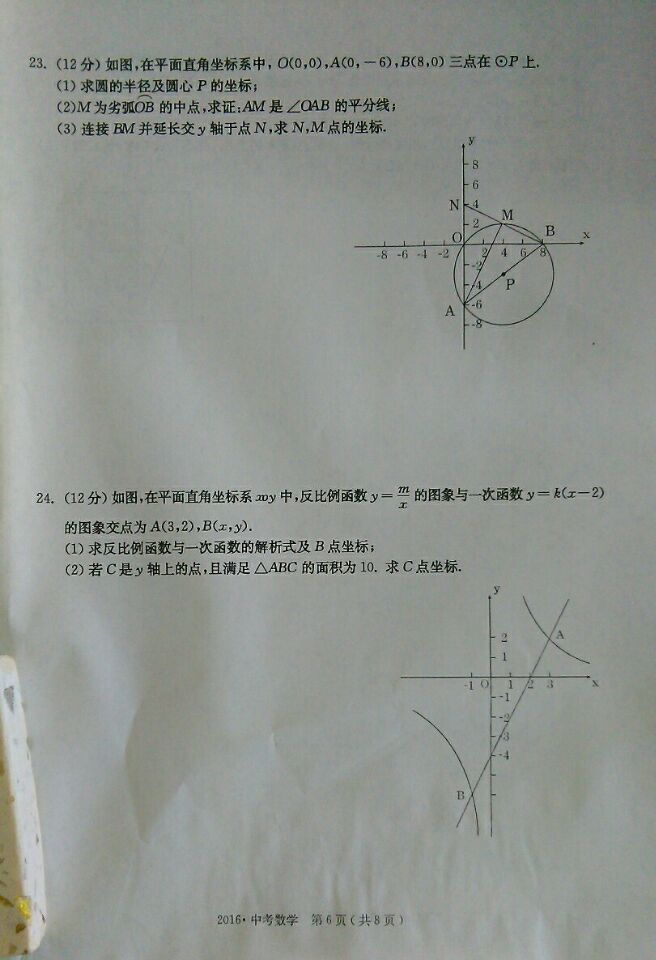 23. (12分) 如图,在平面直角坐标系中, O(0,0),A(0,-6),B(8,0) 三点在⊙P上.
(1) 求圆的半径及圆心 P 的坐标;
(2)M 为劣弧OB 的中点,求证:AM 是∠OAB 的平分线;
(3) 连接 BM 并延长交 y 轴于点 N,求 N,M 点的坐标.
y
8
6
N 4 M
2
O B x
-8 -6 -4 -2 2 4 6 8
-2
-4 P
A -6
-8
24. (12分) 如图,在平面直角坐标系 xoy 中,反比例函数 y=m/x 的图象与一次函数 y=k(x-2)
的图象交点为 A(3,2),B(x,y).
(1) 求反比例函数与一次函数的解析式及 B 点坐标;
(2) 若 C 是 y 轴上的点,且满足 △ABC 的面积为 10. 求 C 点坐标.
y
2 A
1
-1 O 1 2 3 x
-1
-2
-3
-4
B
2016·中考数学 第6页(共8页)